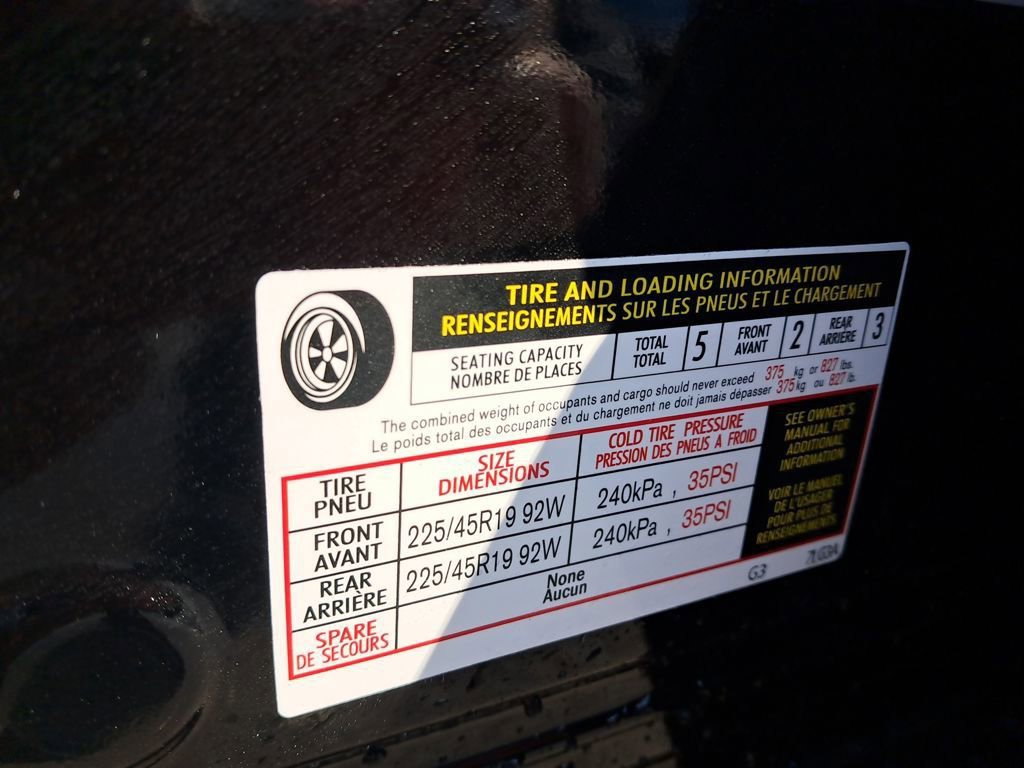 TIRE AND LOADING INFORMATION
RENSEIGNEMENTS SUR LES PNEUS ET LE CHARGEMENT
SEATING CAPACITY
NOMBRE DE PLACES
TOTAL
TOTAL
5
FRONT
AVANT
2
REAR
ARRIÈRE
3
The combined weight of occupants and cargo should never exceed 375 kg or 827 lbs.
Le poids total des occupants et du chargement ne doit jamais dépasser 375 kg ou 827 lb.
TIRE
PNEU
SIZE
DIMENSIONS
COLD TIRE PRESSURE
PRESSION DES PNEUS A FROID
FRONT
AVANT
225/45R19 92W
240kPa , 35PSI
REAR
ARRIÈRE
225/45R19 92W
240kPa , 35PSI
SPARE
DE SECOURS
None
Aucun
SEE OWNER'S
MANUAL FOR
ADDITIONAL
INFORMATION
VOIR LE MANUEL
DE L'USAGER
POUR PLUS DE
RENSEIGNEMENTS
G3